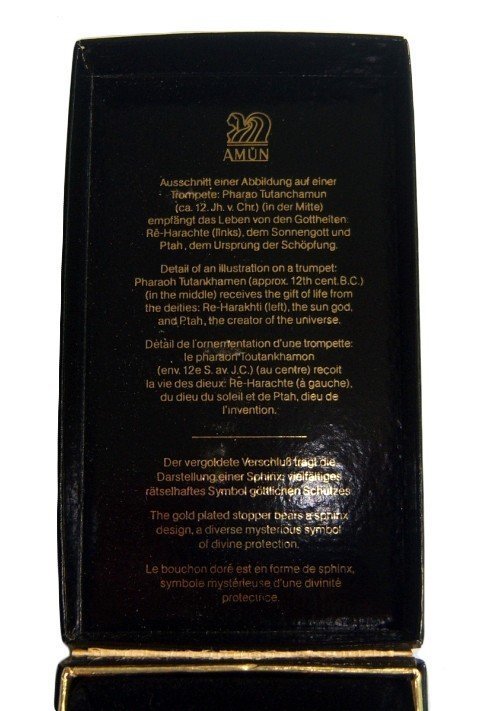 AMÙN
Ausschnitt einer Abbildung auf einer
Trompete: Pharao Tutanchamun
(ca. 12. Jh. v. Chr.) (in der Mitte)
empfängt das Leben von den Gottheiten:
Rê-Harachte (links), dem Sonnengott und
Ptah, dem Ursprung der Schöpfung.
Detail of an illustration on a trumpet:
Pharaoh Tutankhamen (approx. 12th cent. B.C.)
(in the middle) receives the gift of life from
the deities: Re-Harakhti (left), the sun god,
and Ptah, the creator of the universe.
Détail de l'ornementation d'une trompette:
le pharaon Toutankhamon
(env. 12e S. av. J.C.) (au centre) reçoit
la vie des dieux: Rê-Harachte (à gauche),
du dieu du soleil et de Ptah, dieu de
l'invention.
Der vergoldete Verschluß trägt die
Darstellung einer Sphinx; vielfältiges
rätselhaftes Symbol göttlichen Schutzes.
The gold plated stopper bears a sphinx
design, a diverse mysterious symbol
of divine protection.
Le bouchon doré est en forme de sphinx,
symbole mystérieuse d'une divinité
protectrice.